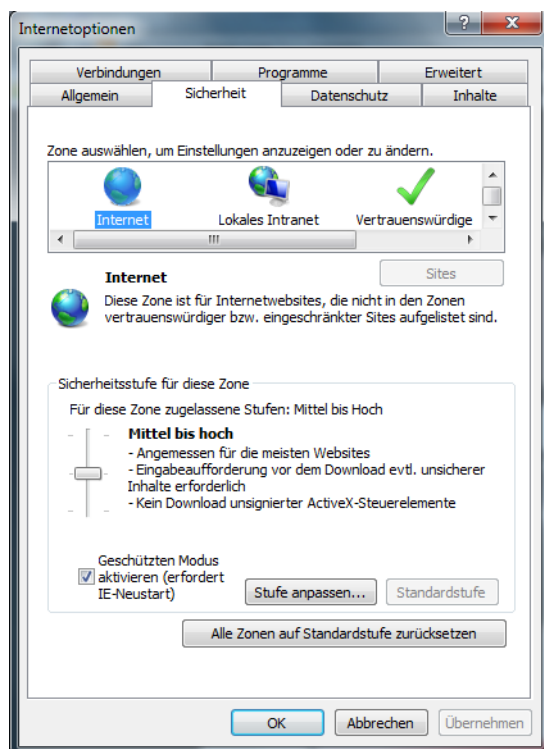 Internetoptionen
Verbindungen Programme Erweitert
Allgemein Sicherheit Datenschutz Inhalte
Zone auswählen, um Einstellungen anzuzeigen oder zu ändern.
Internet Lokales Intranet Vertrauenswürdige
Internet Sites
Diese Zone ist für Internetwebsites, die nicht in den Zonen
vertrauenswürdiger bzw. eingeschränkter Sites aufgelistet sind.
Sicherheitsstufe für diese Zone
Für diese Zone zugelassene Stufen: Mittel bis Hoch
Mittel bis hoch
- Angemessen für die meisten Websites
- Eingabeaufforderung vor dem Download evtl. unsicherer
Inhalte erforderlich
- Kein Download unsignierter ActiveX-Steuerelemente
Geschützten Modus
aktivieren (erfordert
IE-Neustart)
Stufe anpassen... Standardstufe
Alle Zonen auf Standardstufe zurücksetzen
OK Abbrechen Übernehmen